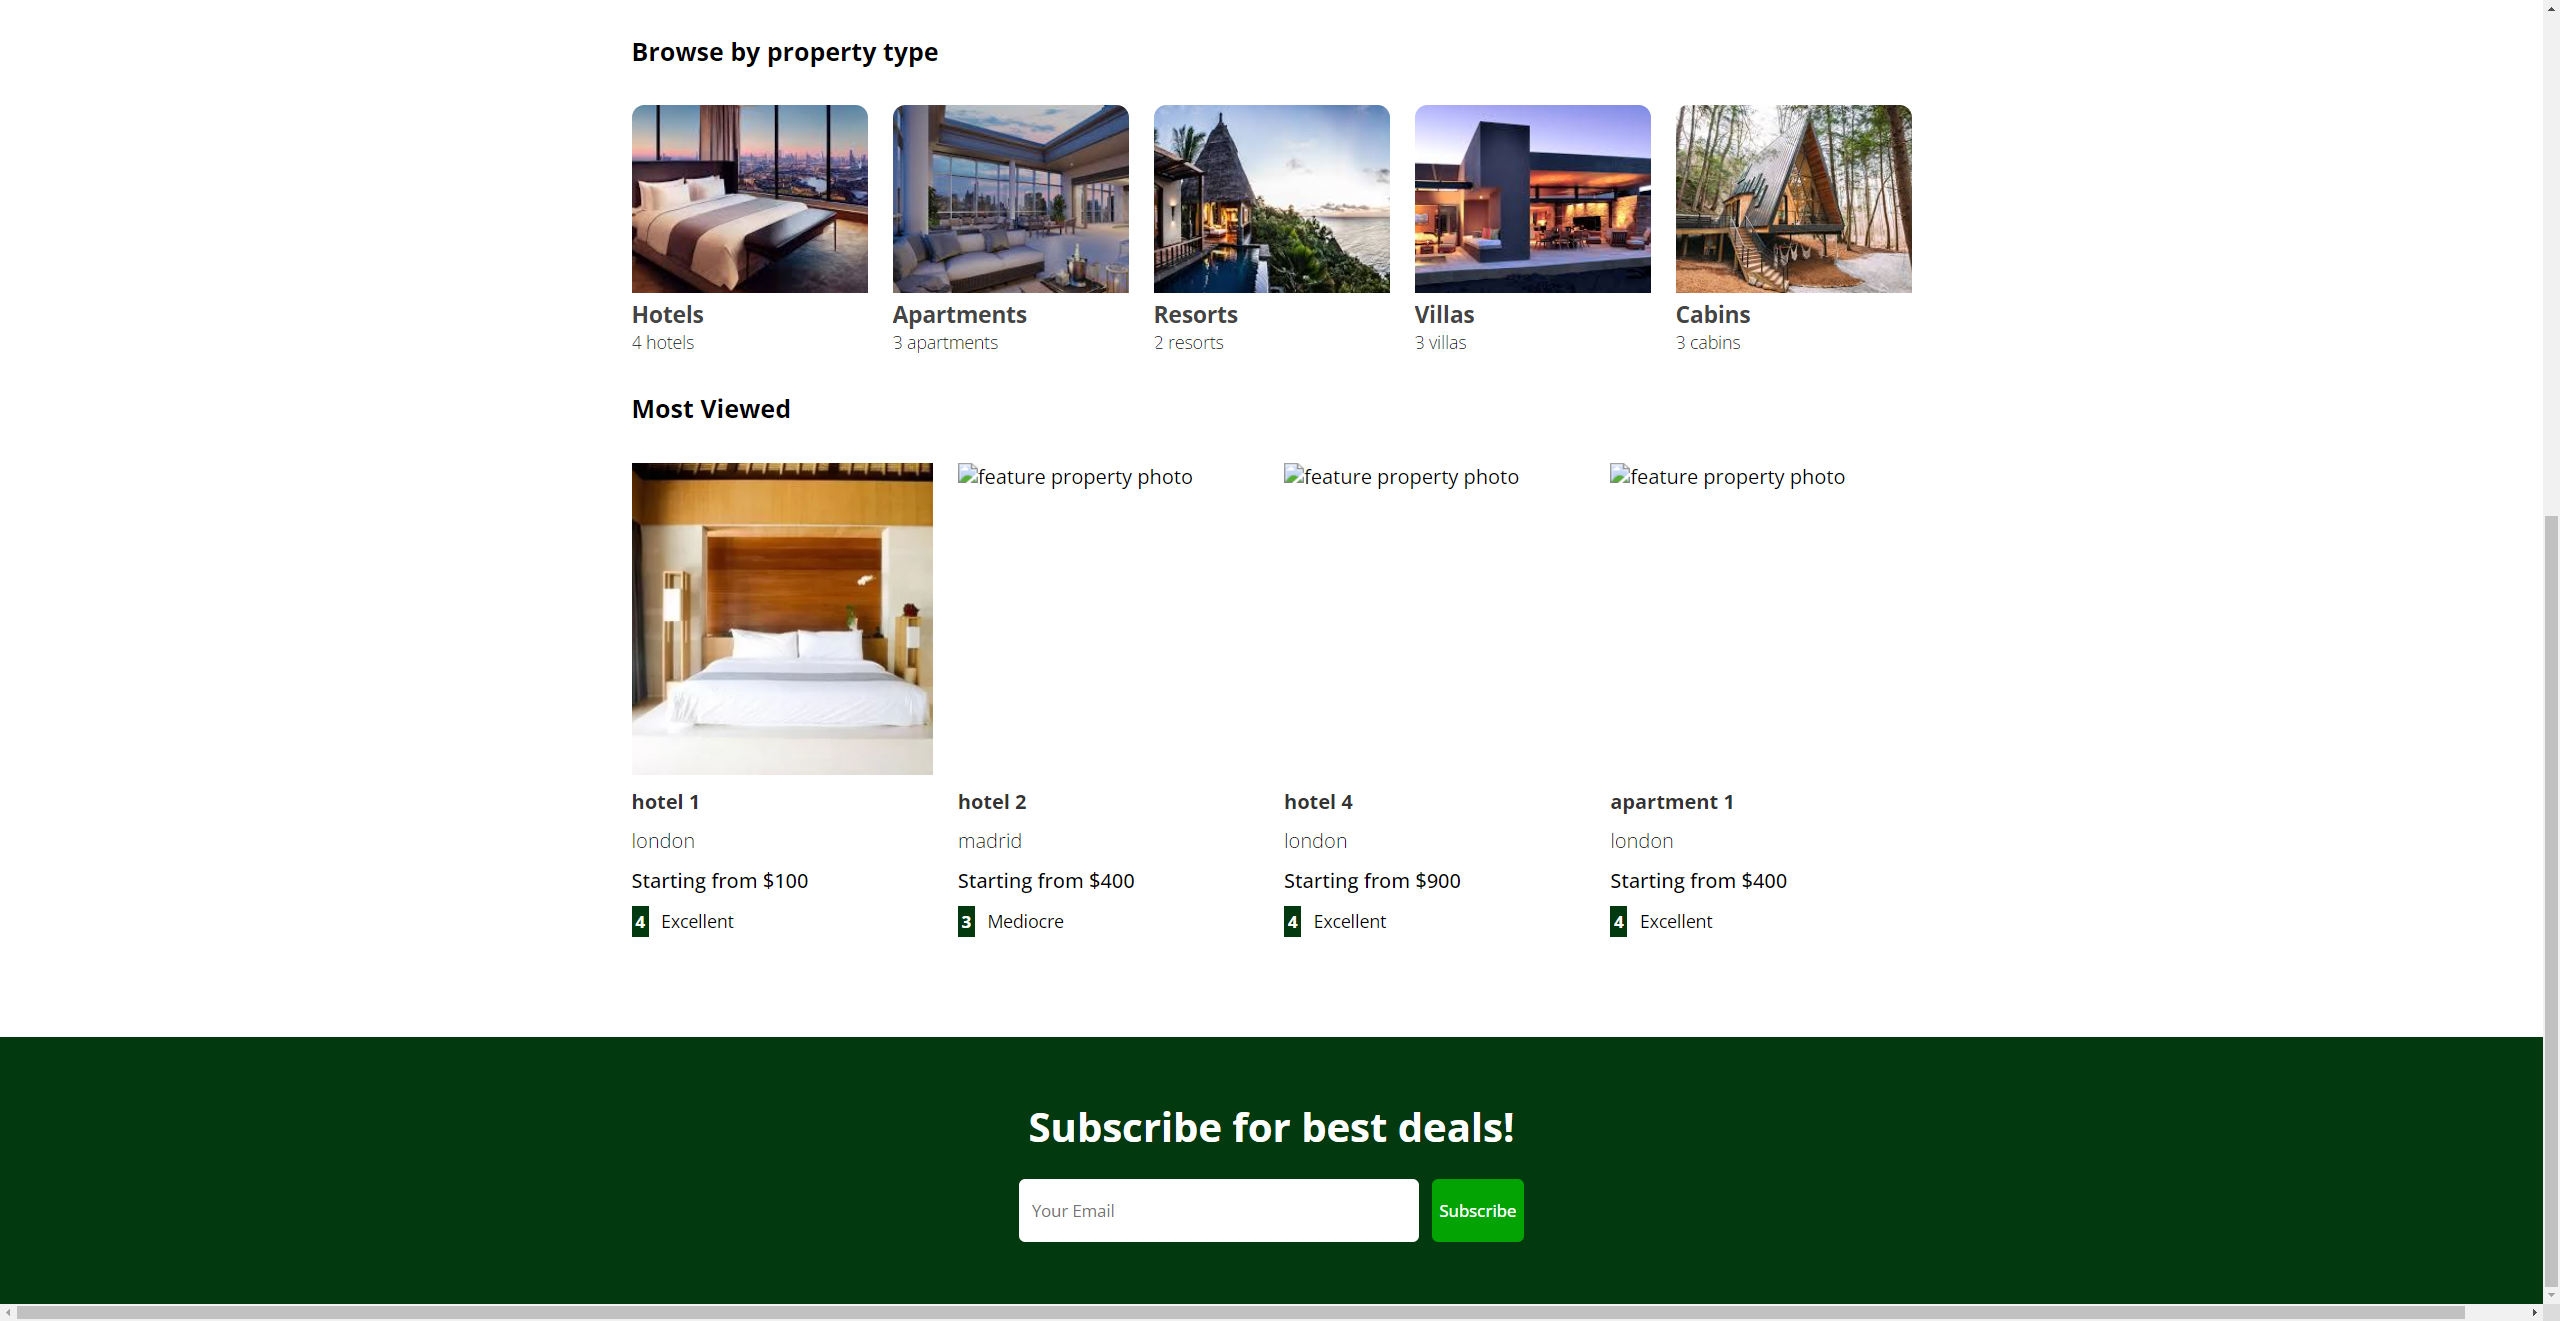 Browse by property type
Hotels
4 hotels
Apartments
3 apartments
Resorts
2 resorts
Villas
3 villas
Cabins
3 cabins
Most Viewed
feature property photo
feature property photo
feature property photo
hotel 1
london
Starting from $100
4 Excellent
hotel 2
madrid
Starting from $400
3 Mediocre
hotel 4
london
Starting from $900
4 Excellent
apartment 1
london
Starting from $400
4 Excellent
Subscribe for best deals!
Your Email
Subscribe